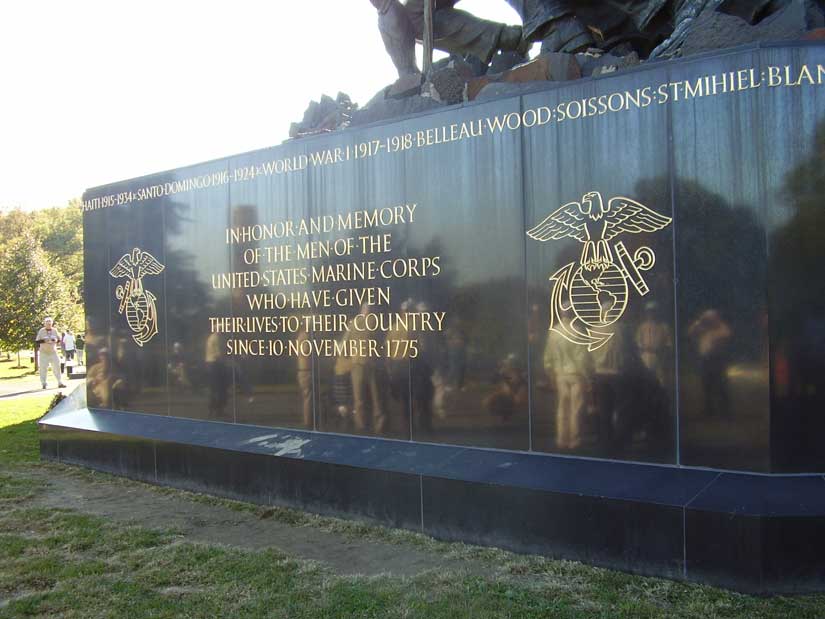 HAITI·1915-1934 ☆ SANTO·DOMINGO·1916-1924 ☆ WORLD·WAR·I·1917-1918·BELLEAU·WOOD:SOISSONS:ST·MIHIEL:BLAN
IN·HONOR·AND·MEMORY
OF·THE·MEN·OF·THE
UNITED·STATES·MARINE·CORPS
WHO·HAVE·GIVEN
THEIR·LIVES·TO·THEIR·COUNTRY
SINCE·10·NOVEMBER·1775